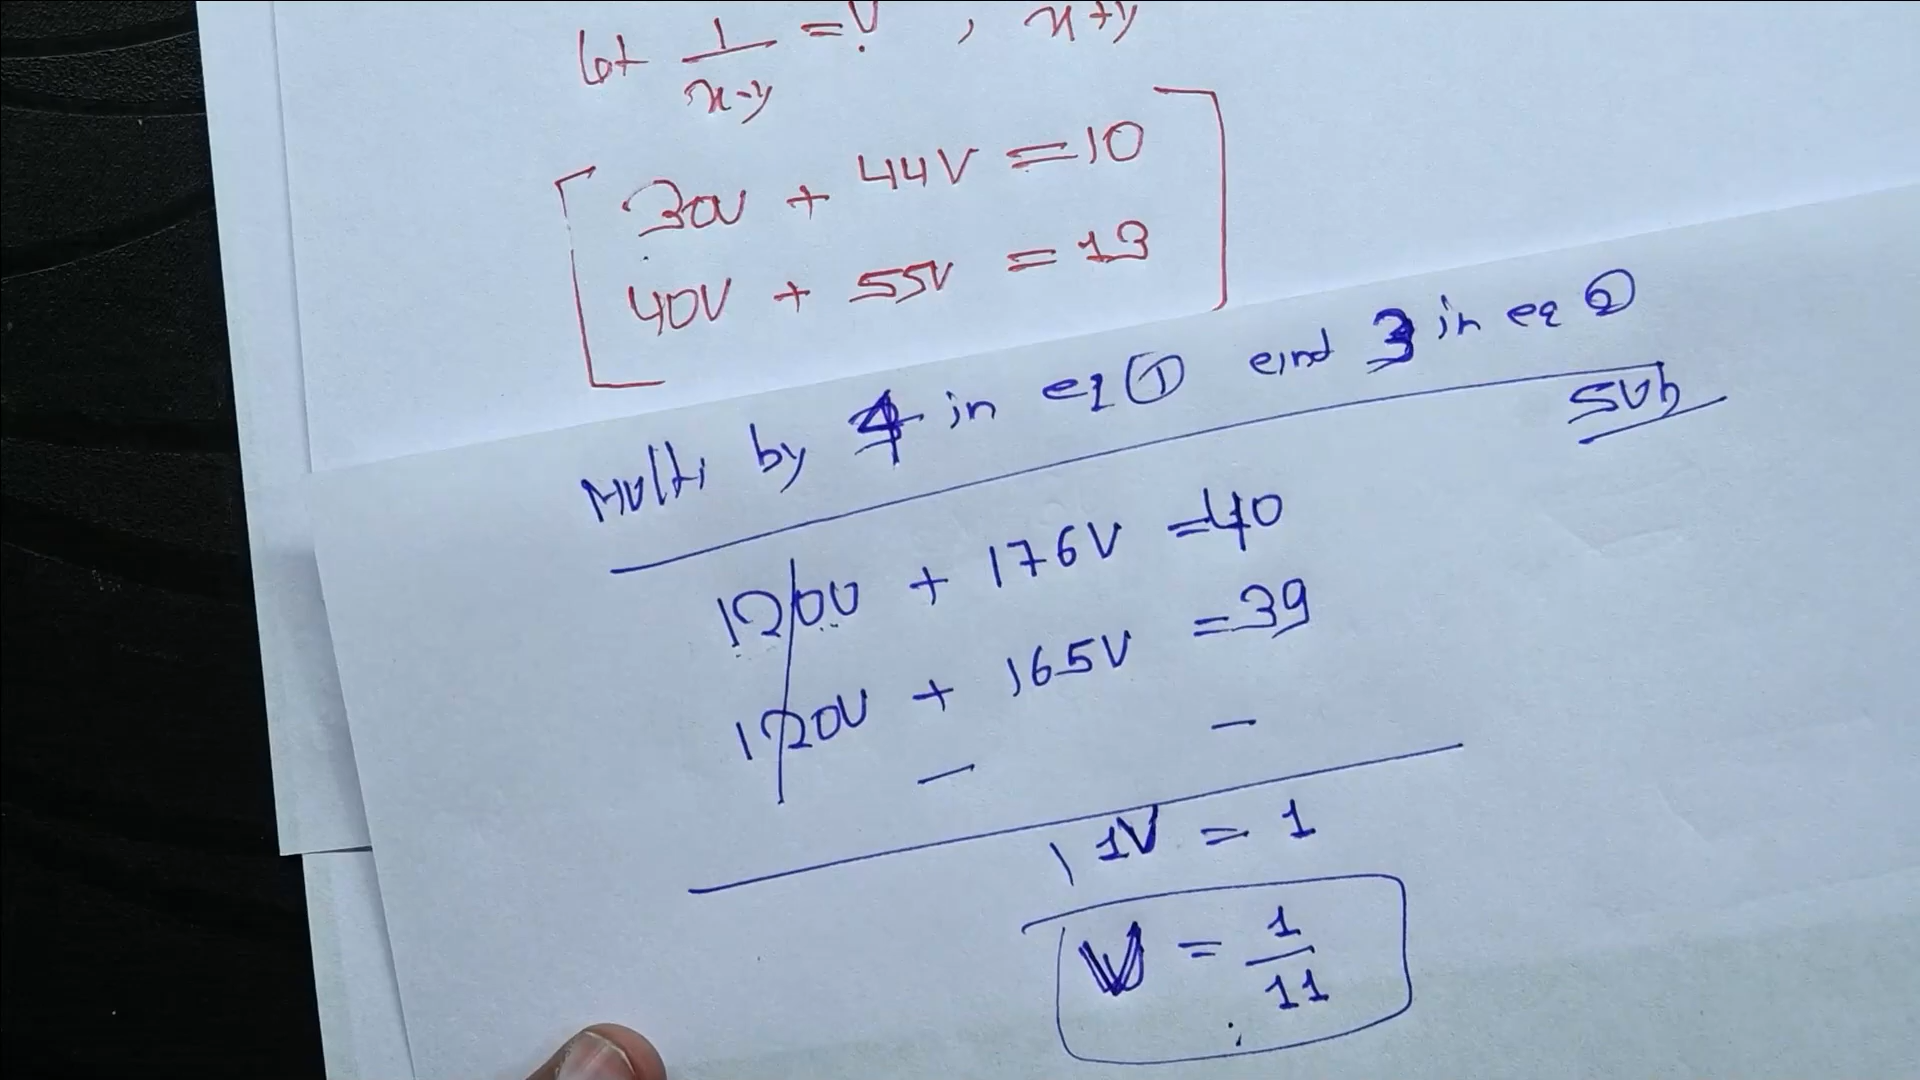 let 1/x-y = U, x+y
30U + 44V = 10
40U + 55V = 13
Multi by 4 in eq ① and 3 in eq ②
Sub
120U + 176V = 40
120U + 165V = 39
— —
11V = 1
V = 1/11